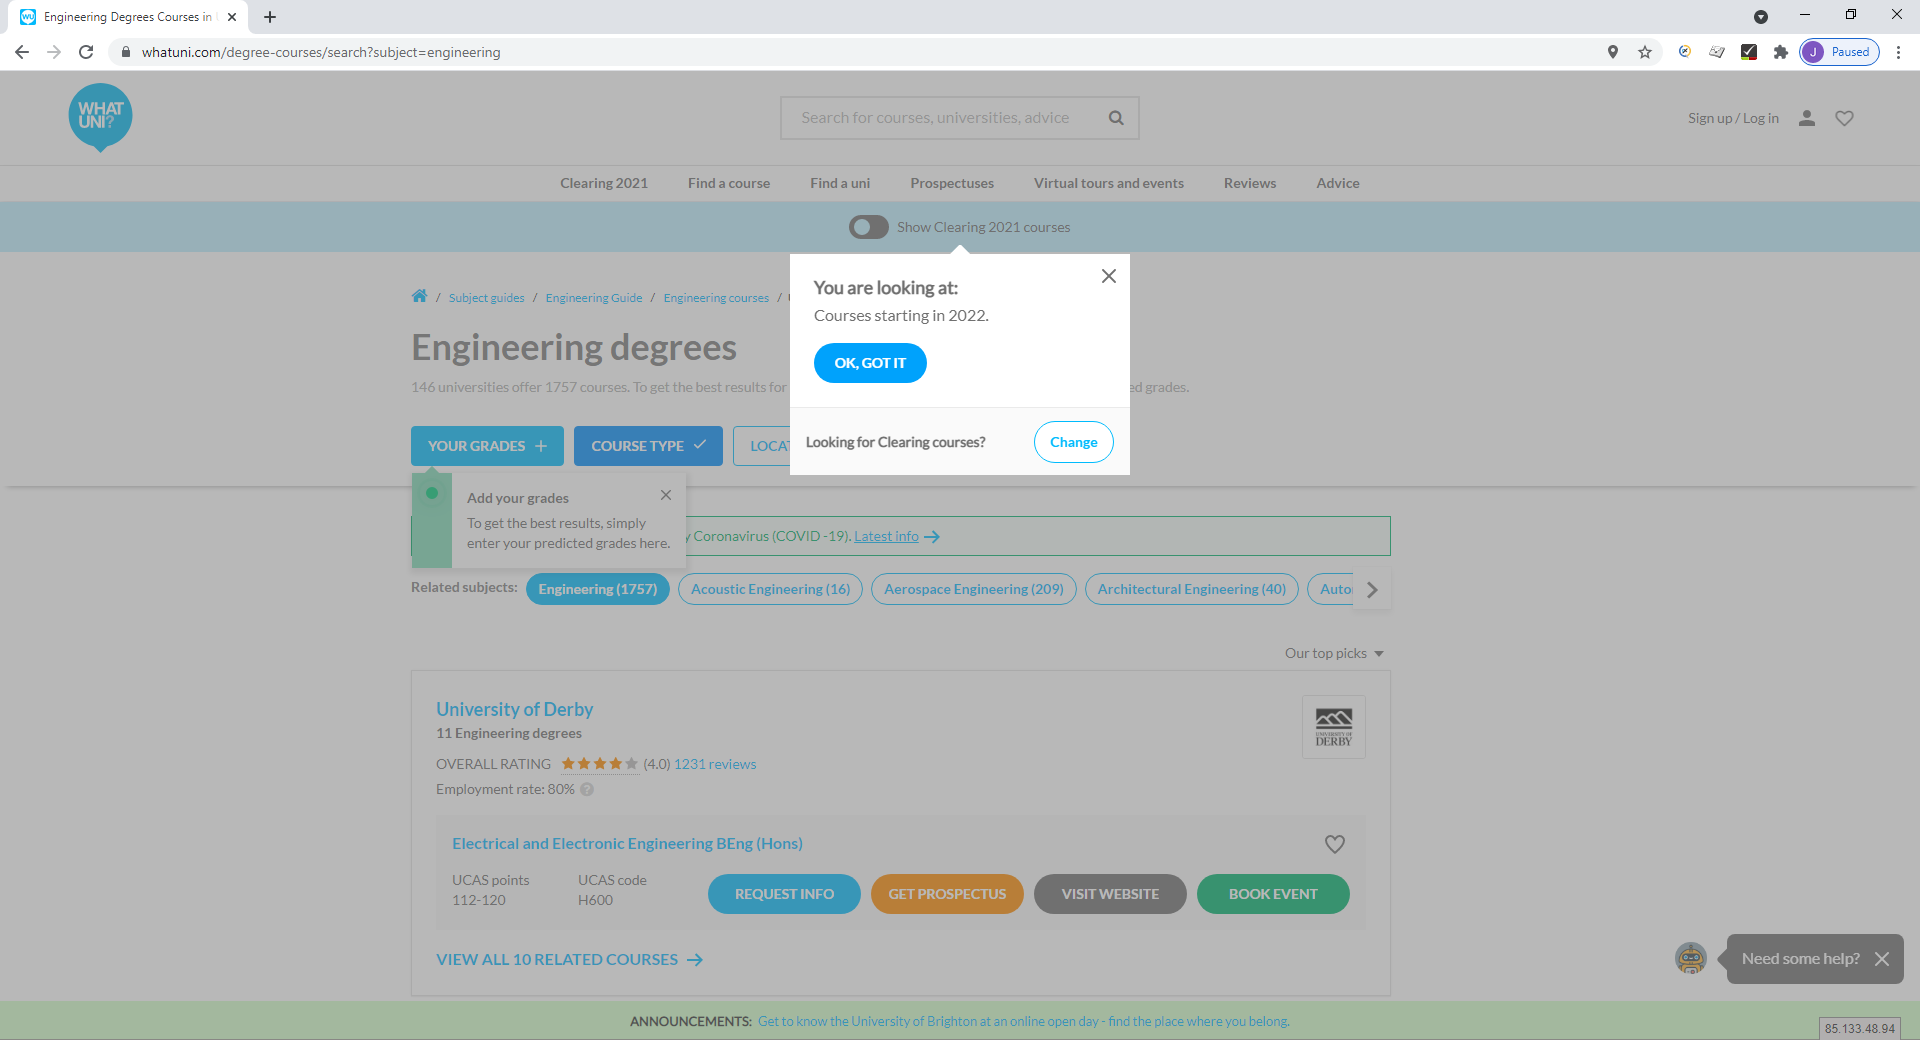 Engineering Degrees Courses in
whatuni.com/degree-courses/search?subject=engineering
J Paused
WHAT
UNI?
Search for courses, universities, advice
Sign up / Log in
Clearing 2021 Find a course Find a uni Prospectuses Virtual tours and events Reviews Advice
Show Clearing 2021 courses
You are looking at:
Courses starting in 2022.
OK, GOT IT
Looking for Clearing courses? Change
/ Subject guides / Engineering Guide / Engineering courses /
Engineering degrees
146 universities offer 1757 courses. To get the best results for ed grades.
YOUR GRADES COURSE TYPE LOCAT
Add your grades
To get the best results, simply
enter your predicted grades here.
y Coronavirus (COVID -19). Latest info
Related subjects: Engineering (1757) Acoustic Engineering (16) Aerospace Engineering (209) Architectural Engineering (40) Auto
Our top picks
University of Derby
11 Engineering degrees
OVERALL RATING (4.0) 1231 reviews
Employment rate: 80% ?
UNIVERSITY OF
DERBY
Electrical and Electronic Engineering BEng (Hons)
UCAS points UCAS code
112-120 H600
REQUEST INFO GET PROSPECTUS VISIT WEBSITE BOOK EVENT
VIEW ALL 10 RELATED COURSES
Need some help?
ANNOUNCEMENTS: Get to know the University of Brighton at an online open day - find the place where you belong.
85.133.48.94